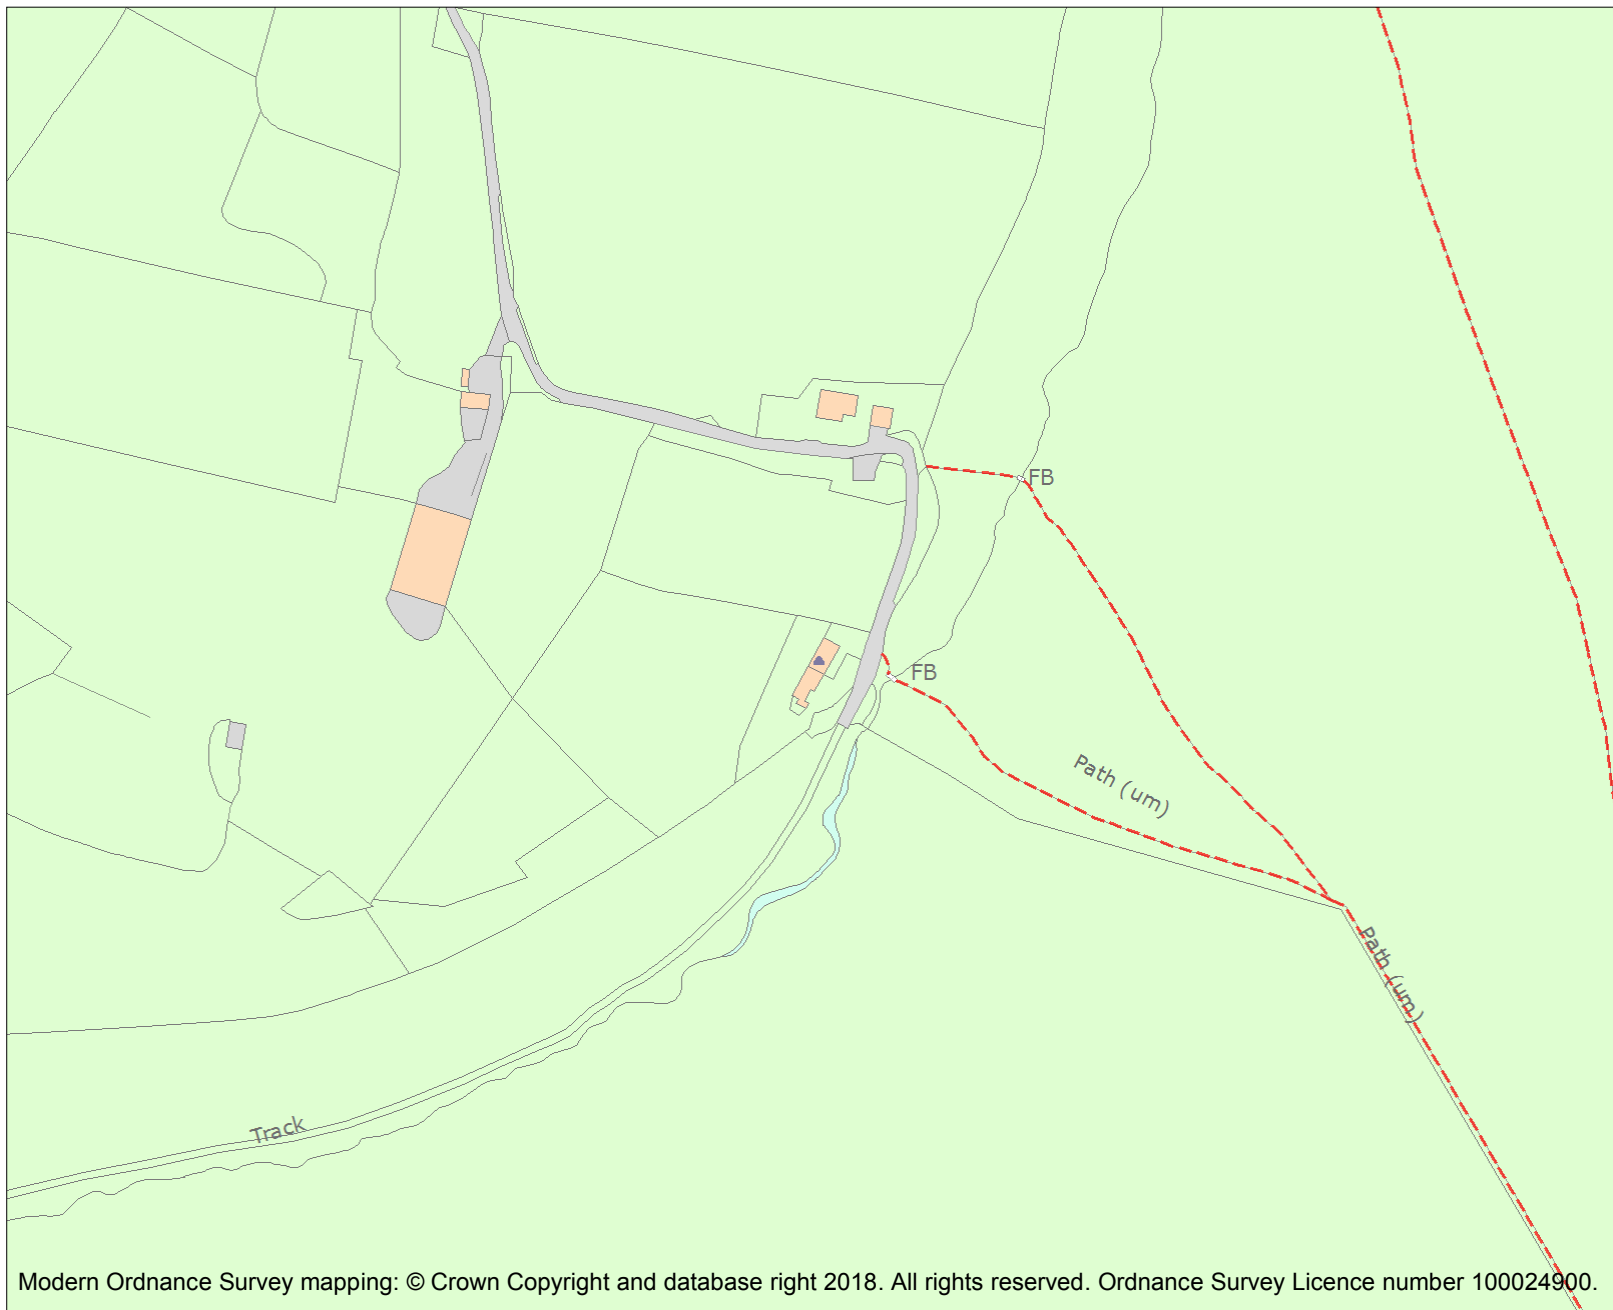 FB
FB
Path (um)
Path (um)
Track
Modern Ordnance Survey mapping: © Crown Copyright and database right 2018. All rights reserved. Ordnance Survey Licence number 100024900.